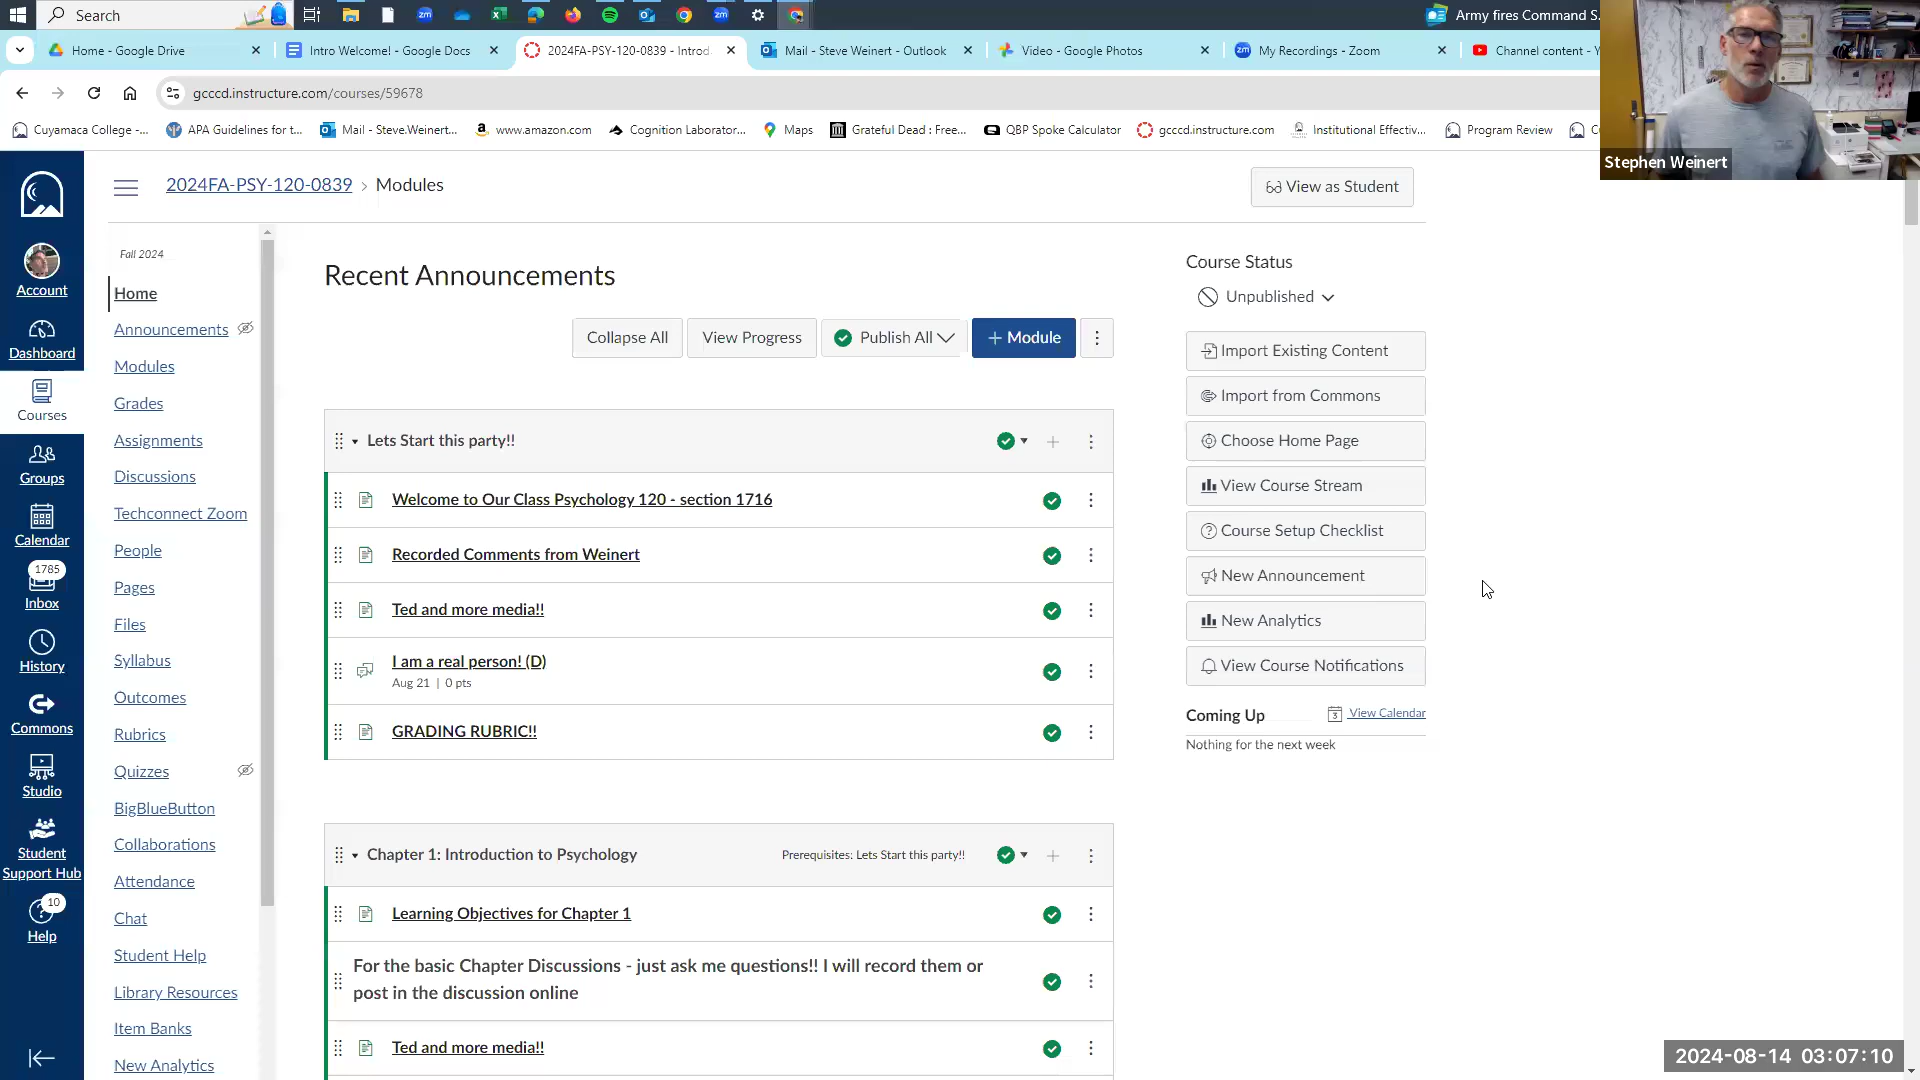 Search
Army fires Command S.
Home - Google Drive
Intro Welcome! - Google Docs
2024FA-PSY-120-0839 - Introd
Mail - Steve Weinert - Outlook
Video - Google Photos
My Recordings - Zoom
Channel content - Y
gcccd.instructure.com/courses/59678
Cuyamaca College -...
APA Guidelines for t...
Mail - Steve.Weinert...
www.amazon.com
Cognition Laborator...
Maps
Grateful Dead : Free...
QBP Spoke Calculator
gcccd.instructure.com
Institutional Effectiv...
Program Review
Stephen Weinert
2024FA-PSY-120-0839 › Modules
View as Student
Account
Dashboard
Courses
Groups
Calendar
1785
Inbox
History
Commons
Studio
Student
Support Hub
10
Help
Fall 2024
Home
Announcements
Modules
Grades
Assignments
Discussions
Techconnect Zoom
People
Pages
Files
Syllabus
Outcomes
Rubrics
Quizzes
BigBlueButton
Collaborations
Attendance
Chat
Student Help
Library Resources
Item Banks
New Analytics
Recent Announcements
Collapse All
View Progress
Publish All
+ Module
Lets Start this party!!
Welcome to Our Class Psychology 120 - section 1716
Recorded Comments from Weinert
Ted and more media!!
I am a real person! (D)
Aug 21 | 0 pts
GRADING RUBRIC!!
Chapter 1: Introduction to Psychology
Prerequisites: Lets Start this party!!
Learning Objectives for Chapter 1
For the basic Chapter Discussions - just ask me questions!! I will record them or
post in the discussion online
Ted and more media!!
Course Status
Unpublished
Import Existing Content
Import from Commons
Choose Home Page
View Course Stream
Course Setup Checklist
New Announcement
New Analytics
View Course Notifications
Coming Up
View Calendar
Nothing for the next week
2024-08-14 03:07:10